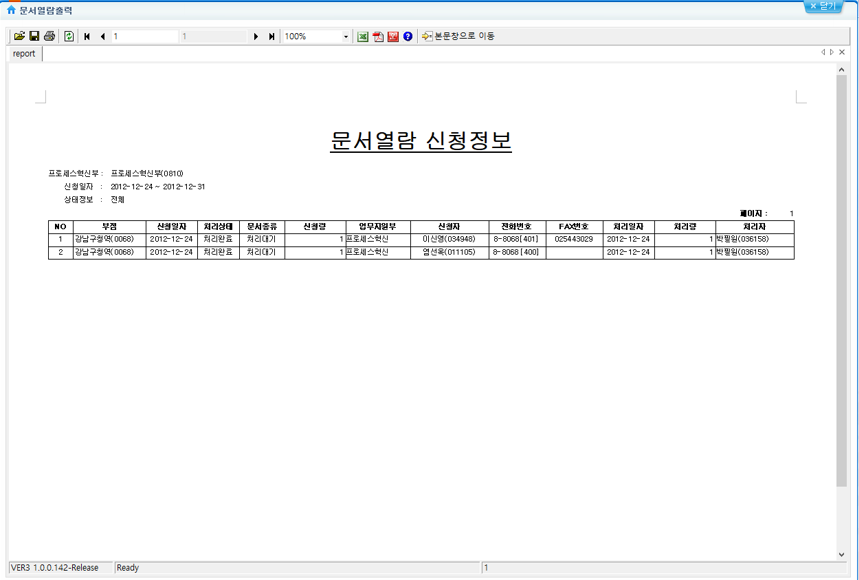 문서열람출력
× 닫기
1 1 100% 본문창으로 이동
report
문서열람 신청정보
프로세스혁신부 : 프로세스혁신부(0810)
신청일자 : 2012-12-24 ~ 2012-12-31
상태정보 : 전체
페이지 : 1
NO 부점 신청일자 처리상태 문서종류 신청량 업무지원부 신청자 전화번호 FAX번호 처리일자 처리량 처리자
1 강남구청역(0068) 2012-12-24 처리완료 처리대기 1 프로세스혁신 이신영(034948) 8-8068[401] 025443029 2012-12-24 1 박필원(036158)
2 강남구청역(0068) 2012-12-24 처리완료 처리대기 1 프로세스혁신 염선욱(011105) 8-8068[400] 2012-12-24 1 박필원(036158)
VER3 1.0.0.142-Release Ready 1